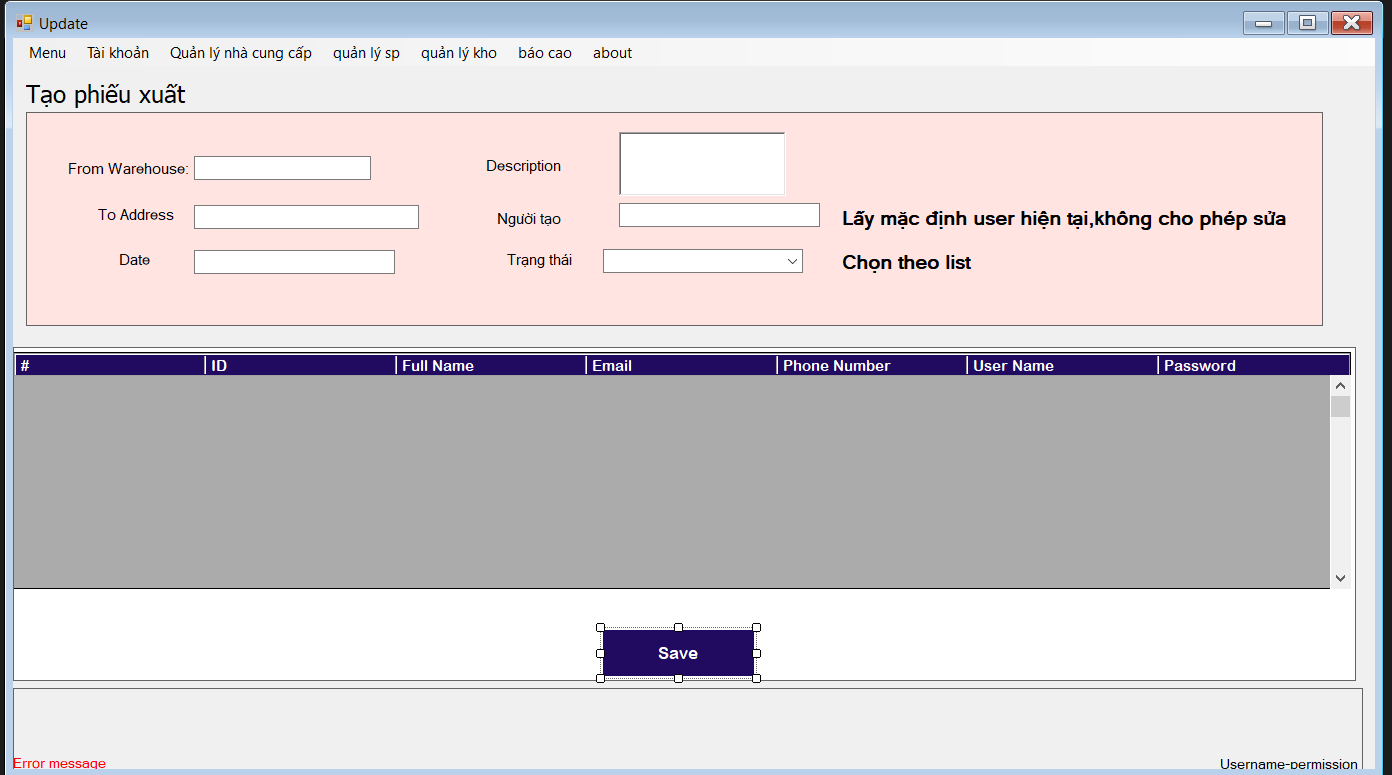 Update
Menu Tài khoản Quản lý nhà cung cấp quản lý sp quản lý kho báo cao about
Tạo phiếu xuất
From Warehouse: Description
To Address Người tạo Lấy mặc định user hiện tại,không cho phép sửa
Date Trạng thái Chọn theo list
# ID Full Name Email Phone Number User Name Password
Save
Error message Username-permission